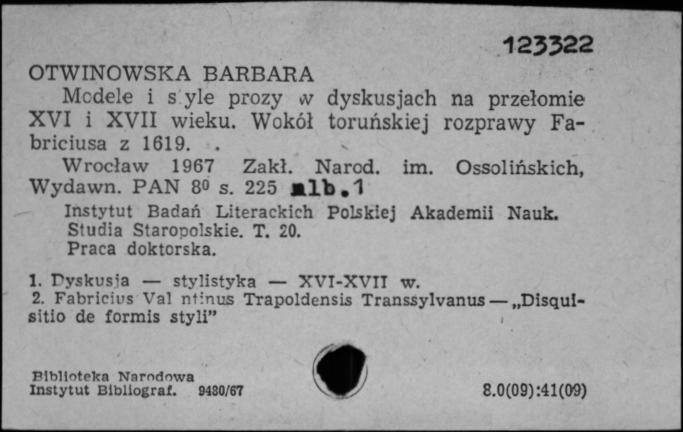 123322
OTWINOWSKA BARBARA
Modele i s yle prozy w dyskusjach na przełomie
XVI i XVII wieku. Wokół toruńskiej rozprawy Fa-
briciusa z 1619. .
Wrocław 1967 Zakł. Narod. im. Ossolińskich,
Wydawn. PAN 8⁰ s. 225 alb. 1
Instytut Badań Literackich Polskiej Akademii Nauk.
Studia Staropolskie. T. 20.
Praca doktorska.
1. Dyskusja — stylistyka — XVI-XVII w.
2. Fabricius Val ntinus Trapoldensis Transsylvanus — „Disqui-
sitio de formis styli”
Biblioteka Narodowa
Instytut Bibliograf. 9480/67
8.0(09):41(09)